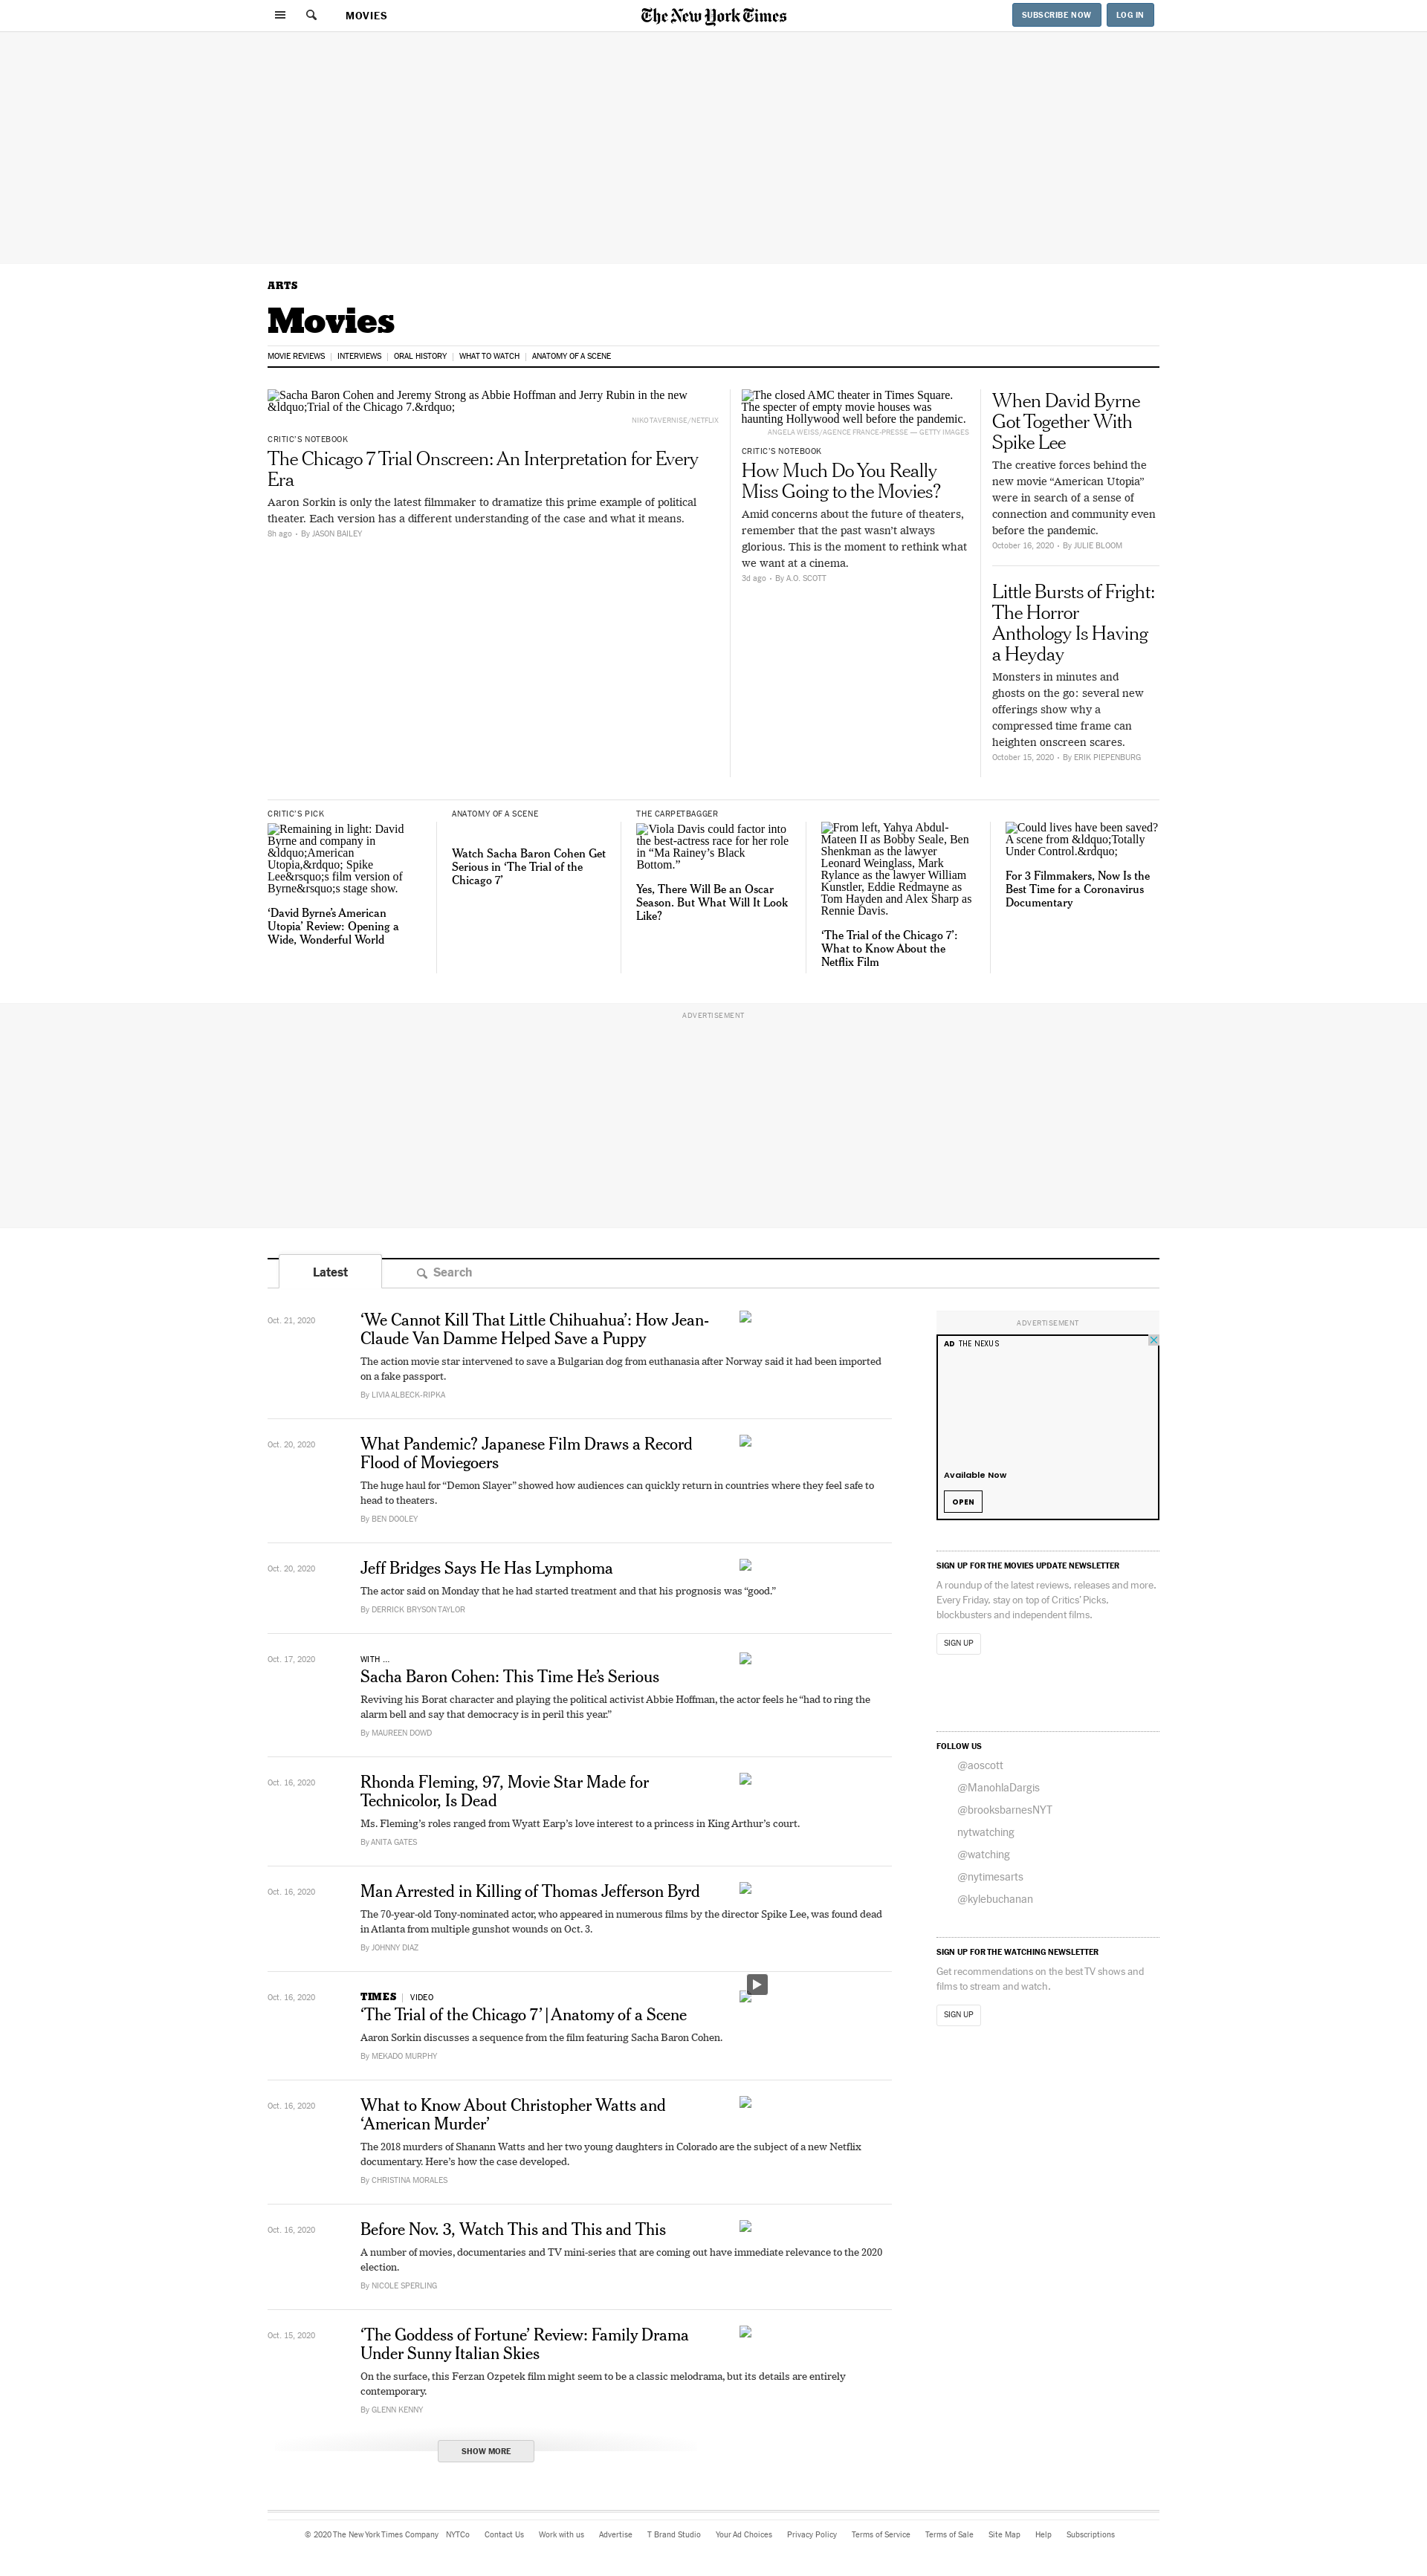 MOVIES
The New York Times
SUBSCRIBE NOW
LOG IN
ARTS
Movies
MOVIE REVIEWS
INTERVIEWS
ORAL HISTORY
WHAT TO WATCH
ANATOMY OF A SCENE
Sacha Baron Cohen and Jeremy Strong as Abbie Hoffman and Jerry Rubin in the new
&ldquo;Trial of the Chicago 7.&rdquo;
NIKO TAVERNISE/NETFLIX
CRITIC'S NOTEBOOK
The Chicago 7 Trial Onscreen: An Interpretation for Every
Era
Aaron Sorkin is only the latest filmmaker to dramatize this prime example of political
theater. Each version has a different understanding of the case and what it means.
8h ago • By JASON BAILEY
The closed AMC theater in Times Square.
The specter of empty movie houses was
haunting Hollywood well before the pandemic.
ANGELA WEISS/AGENCE FRANCE-PRESSE — GETTY IMAGES
CRITIC'S NOTEBOOK
How Much Do You Really
Miss Going to the Movies?
Amid concerns about the future of theaters,
remember that the past wasn't always
glorious. This is the moment to rethink what
we want at a cinema.
3d ago • By A.O. SCOTT
When David Byrne
Got Together With
Spike Lee
The creative forces behind the
new movie “American Utopia”
were in search of a sense of
connection and community even
before the pandemic.
October 16, 2020 • By JULIE BLOOM
Little Bursts of Fright:
The Horror
Anthology Is Having
a Heyday
Monsters in minutes and
ghosts on the go: several new
offerings show why a
compressed time frame can
heighten onscreen scares.
October 15, 2020 • By ERIK PIEPENBURG
CRITIC'S PICK
Remaining in light: David
Byrne and company in
&ldquo;American
Utopia,&rdquo; Spike
Lee&rsquo;s film version of
Byrne&rsquo;s stage show.
‘David Byrne’s American
Utopia’ Review: Opening a
Wide, Wonderful World
ANATOMY OF A SCENE
Watch Sacha Baron Cohen Get
Serious in ‘The Trial of the
Chicago 7’
THE CARPETBAGGER
Viola Davis could factor into
the best-actress race for her role
in “Ma Rainey’s Black
Bottom.”
Yes, There Will Be an Oscar
Season. But What Will It Look
Like?
From left, Yahya Abdul-
Mateen II as Bobby Seale, Ben
Shenkman as the lawyer
Leonard Weinglass, Mark
Rylance as the lawyer William
Kunstler, Eddie Redmayne as
Tom Hayden and Alex Sharp as
Rennie Davis.
‘The Trial of the Chicago 7’:
What to Know About the
Netflix Film
Could lives have been saved?
A scene from &ldquo;Totally
Under Control.&rdquo;
For 3 Filmmakers, Now Is the
Best Time for a Coronavirus
Documentary
ADVERTISEMENT
Latest
Search
Oct. 21, 2020
‘We Cannot Kill That Little Chihuahua’: How Jean-
Claude Van Damme Helped Save a Puppy
The action movie star intervened to save a Bulgarian dog from euthanasia after Norway said it had been imported
on a fake passport.
By LIVIA ALBECK-RIPKA
Oct. 20, 2020
What Pandemic? Japanese Film Draws a Record
Flood of Moviegoers
The huge haul for “Demon Slayer” showed how audiences can quickly return in countries where they feel safe to
head to theaters.
By BEN DOOLEY
Oct. 20, 2020
Jeff Bridges Says He Has Lymphoma
The actor said on Monday that he had started treatment and that his prognosis was “good.”
By DERRICK BRYSON TAYLOR
Oct. 17, 2020
WITH ...
Sacha Baron Cohen: This Time He’s Serious
Reviving his Borat character and playing the political activist Abbie Hoffman, the actor feels he “had to ring the
alarm bell and say that democracy is in peril this year.”
By MAUREEN DOWD
Oct. 16, 2020
Rhonda Fleming, 97, Movie Star Made for
Technicolor, Is Dead
Ms. Fleming’s roles ranged from Wyatt Earp’s love interest to a princess in King Arthur’s court.
By ANITA GATES
Oct. 16, 2020
Man Arrested in Killing of Thomas Jefferson Byrd
The 70-year-old Tony-nominated actor, who appeared in numerous films by the director Spike Lee, was found dead
in Atlanta from multiple gunshot wounds on Oct. 3.
By JOHNNY DIAZ
Oct. 16, 2020
TIMES | VIDEO
‘The Trial of the Chicago 7’ | Anatomy of a Scene
Aaron Sorkin discusses a sequence from the film featuring Sacha Baron Cohen.
By MEKADO MURPHY
Oct. 16, 2020
What to Know About Christopher Watts and
‘American Murder’
The 2018 murders of Shanann Watts and her two young daughters in Colorado are the subject of a new Netflix
documentary. Here’s how the case developed.
By CHRISTINA MORALES
Oct. 16, 2020
Before Nov. 3, Watch This and This and This
A number of movies, documentaries and TV mini-series that are coming out have immediate relevance to the 2020
election.
By NICOLE SPERLING
Oct. 15, 2020
‘The Goddess of Fortune’ Review: Family Drama
Under Sunny Italian Skies
On the surface, this Ferzan Ozpetek film might seem to be a classic melodrama, but its details are entirely
contemporary.
By GLENN KENNY
SHOW MORE
ADVERTISEMENT
AD THE NEXUS
Available Now
OPEN
SIGN UP FOR THE MOVIES UPDATE NEWSLETTER
A roundup of the latest reviews, releases and more.
Every Friday, stay on top of Critics’ Picks,
blockbusters and independent films.
SIGN UP
FOLLOW US
@aoscott
@ManohlaDargis
@brooksbarnesNYT
nytwatching
@watching
@nytimesarts
@kylebuchanan
SIGN UP FOR THE WATCHING NEWSLETTER
Get recommendations on the best TV shows and
films to stream and watch.
SIGN UP
© 2020 The New York Times Company
NYTCo
Contact Us
Work with us
Advertise
T Brand Studio
Your Ad Choices
Privacy Policy
Terms of Service
Terms of Sale
Site Map
Help
Subscriptions